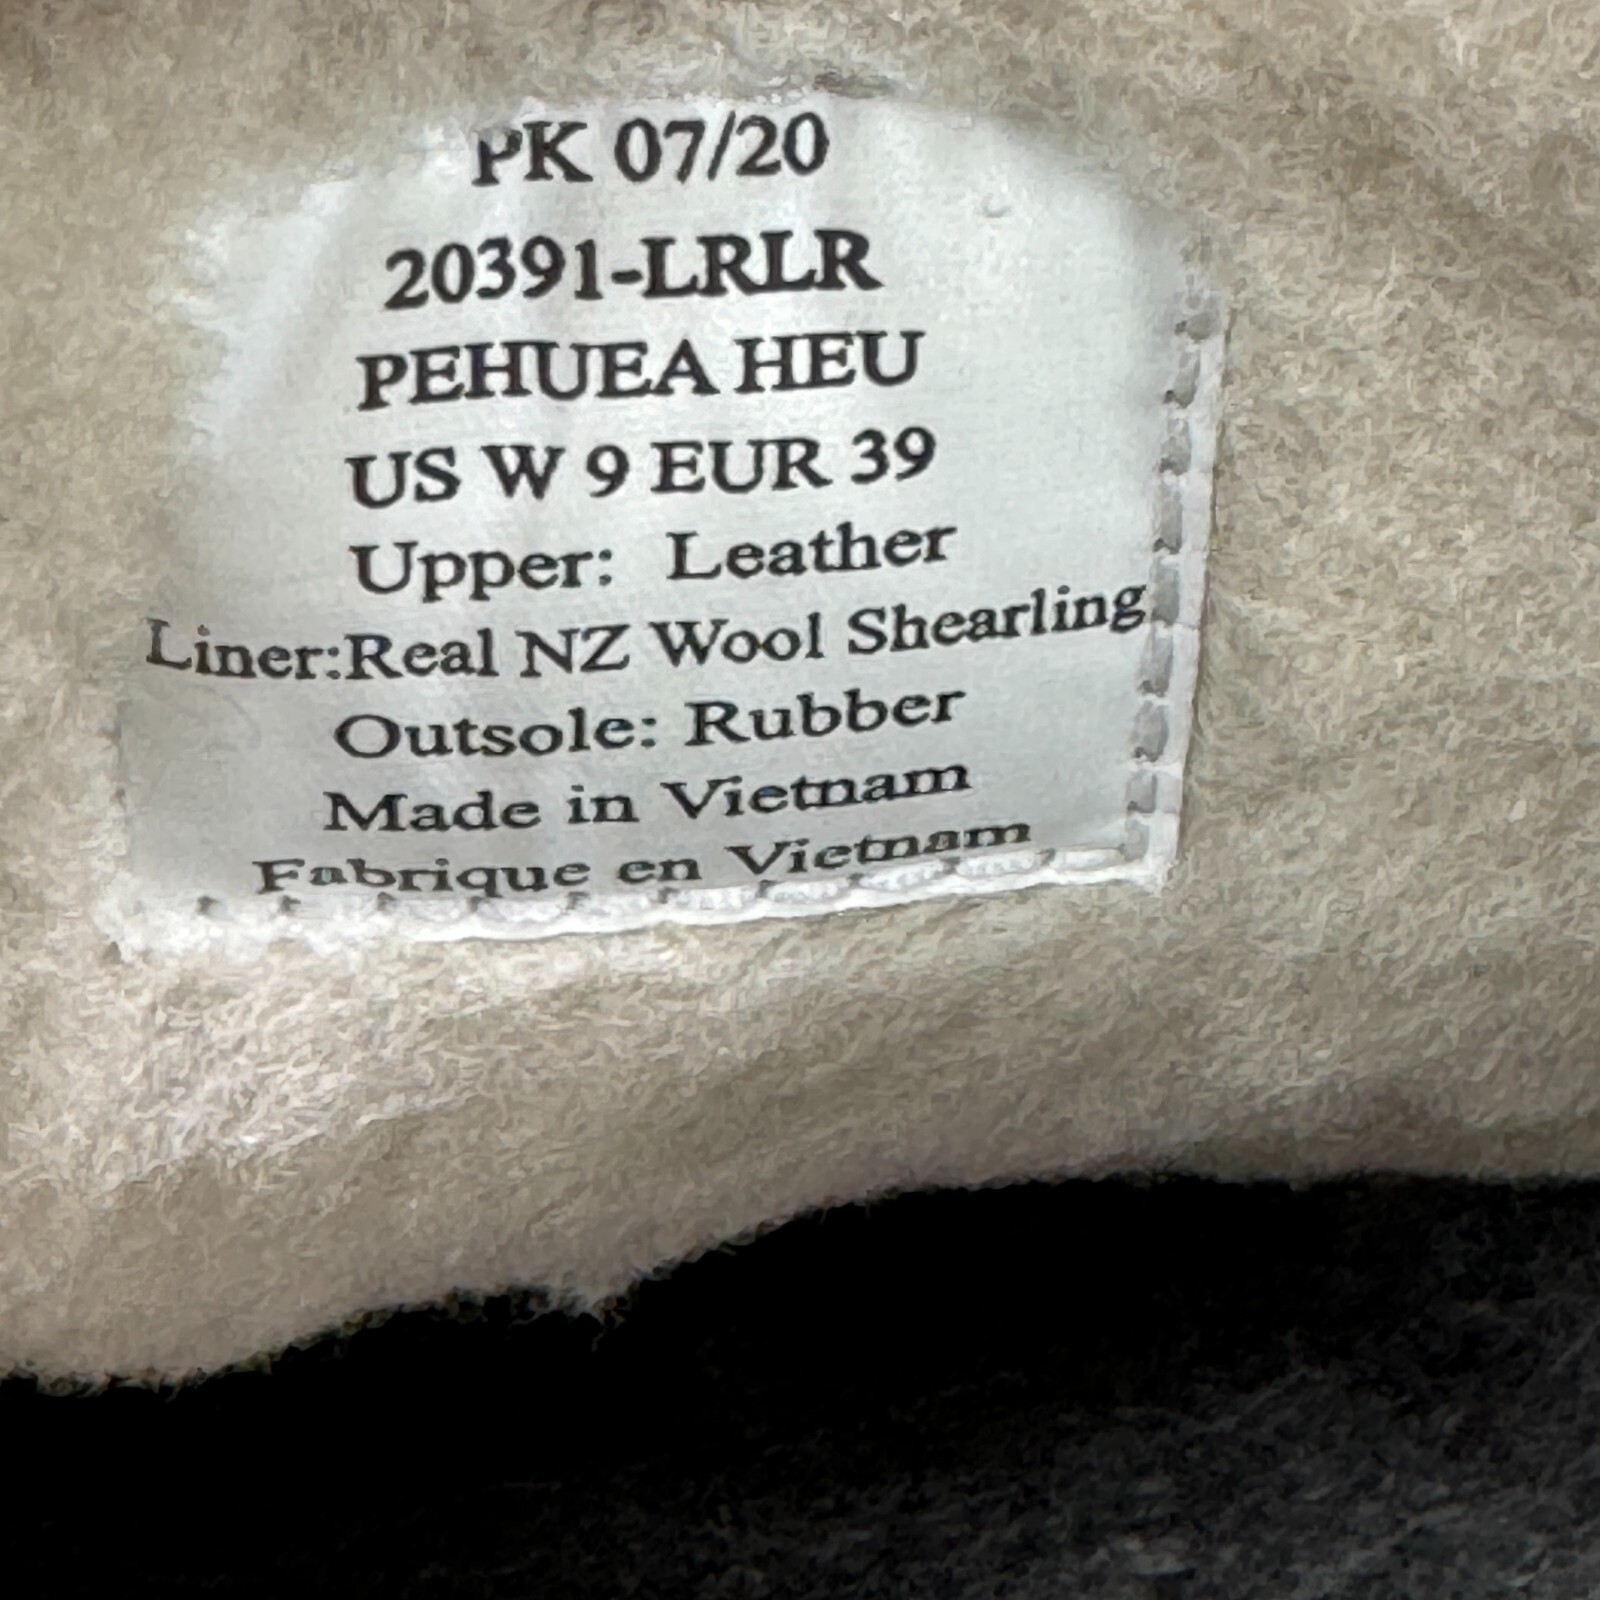 PK 07/20
20391-LRLR
PEHUEA HEU
US W 9 EUR 39
Upper: Leather
Liner:Real NZ Wool Shearling
Outsole: Rubber
Made in Vietnam
Fabrique en Vietnam